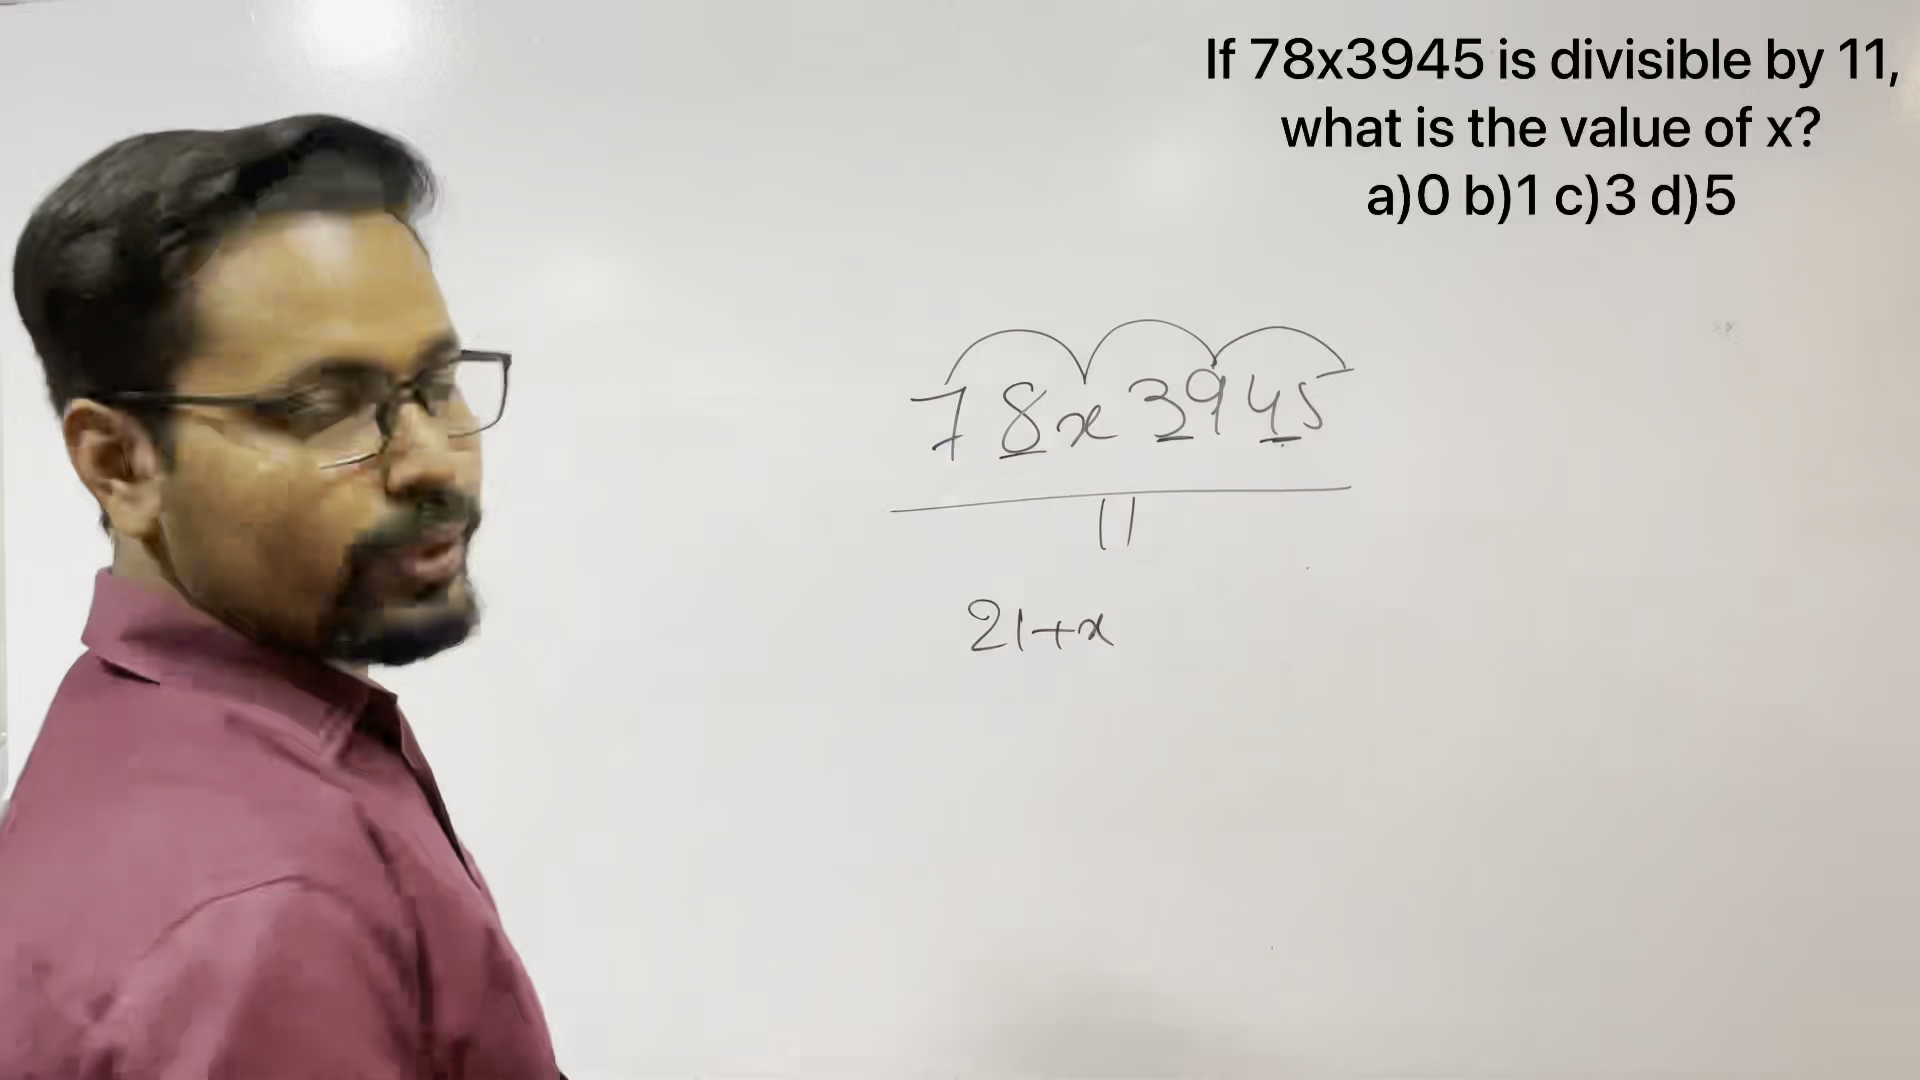 If 78x3945 is divisible by 11,
what is the value of x?
a)0 b)1 c)3 d)5
78x3945
11
21+x